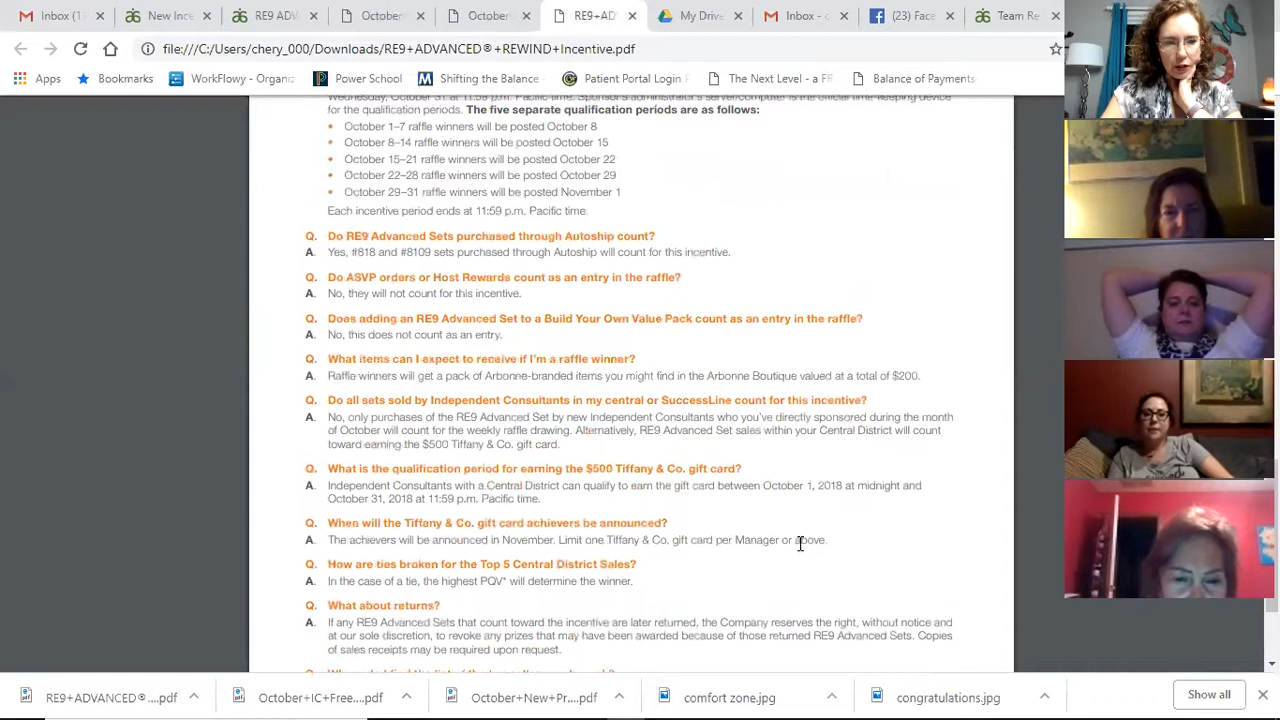 Inbox (1
New Ince
RE9 ADV
October
October
RE9+AD
My Driv
Inbox - c
(23) Face
Team Re
file:///C:/Users/chery_000/Downloads/RE9+ADVANCED®+REWIND+Incentive.pdf
Apps
Bookmarks
WorkFlowy - Organi
Power School
Shifting the Balance
Patient Portal Login
The Next Level - a FR
Balance of Payments
Wednesday, October 31 at 11:59 p.m. Pacific time. Sponsor's administrator's server/computer is the official time-keeping device
for the qualification periods. The five separate qualification periods are as follows:
• October 1–7 raffle winners will be posted October 8
• October 8–14 raffle winners will be posted October 15
• October 15–21 raffle winners will be posted October 22
• October 22–28 raffle winners will be posted October 29
• October 29–31 raffle winners will be posted November 1
Each incentive period ends at 11:59 p.m. Pacific time.
Q. Do RE9 Advanced Sets purchased through Autoship count?
A. Yes, #818 and #8109 sets purchased through Autoship will count for this incentive.
Q. Do ASVP orders or Host Rewards count as an entry in the raffle?
A. No, they will not count for this incentive.
Q. Does adding an RE9 Advanced Set to a Build Your Own Value Pack count as an entry in the raffle?
A. No, this does not count as an entry.
Q. What items can I expect to receive if I'm a raffle winner?
A. Raffle winners will get a pack of Arbonne-branded items you might find in the Arbonne Boutique valued at a total of $200.
Q. Do all sets sold by Independent Consultants in my central or SuccessLine count for this incentive?
A. No, only purchases of the RE9 Advanced Set by new Independent Consultants who you've directly sponsored during the month
of October will count for the weekly raffle drawing. Alternatively, RE9 Advanced Set sales within your Central District will count
toward earning the $500 Tiffany & Co. gift card.
Q. What is the qualification period for earning the $500 Tiffany & Co. gift card?
A. Independent Consultants with a Central District can qualify to earn the gift card between October 1, 2018 at midnight and
October 31, 2018 at 11:59 p.m. Pacific time.
Q. When will the Tiffany & Co. gift card achievers be announced?
A. The achievers will be announced in November. Limit one Tiffany & Co. gift card per Manager or above.
Q. How are ties broken for the Top 5 Central District Sales?
A. In the case of a tie, the highest PQV* will determine the winner.
Q. What about returns?
A. If any RE9 Advanced Sets that count toward the incentive are later returned, the Company reserves the right, without notice and
at our sole discretion, to revoke any prizes that may have been awarded because of those returned RE9 Advanced Sets. Copies
of sales receipts may be required upon request.
RE9+ADVANCED®....pdf
October+IC+Free....pdf
October+New+Pr....pdf
comfort zone.jpg
congratulations.jpg
Show all